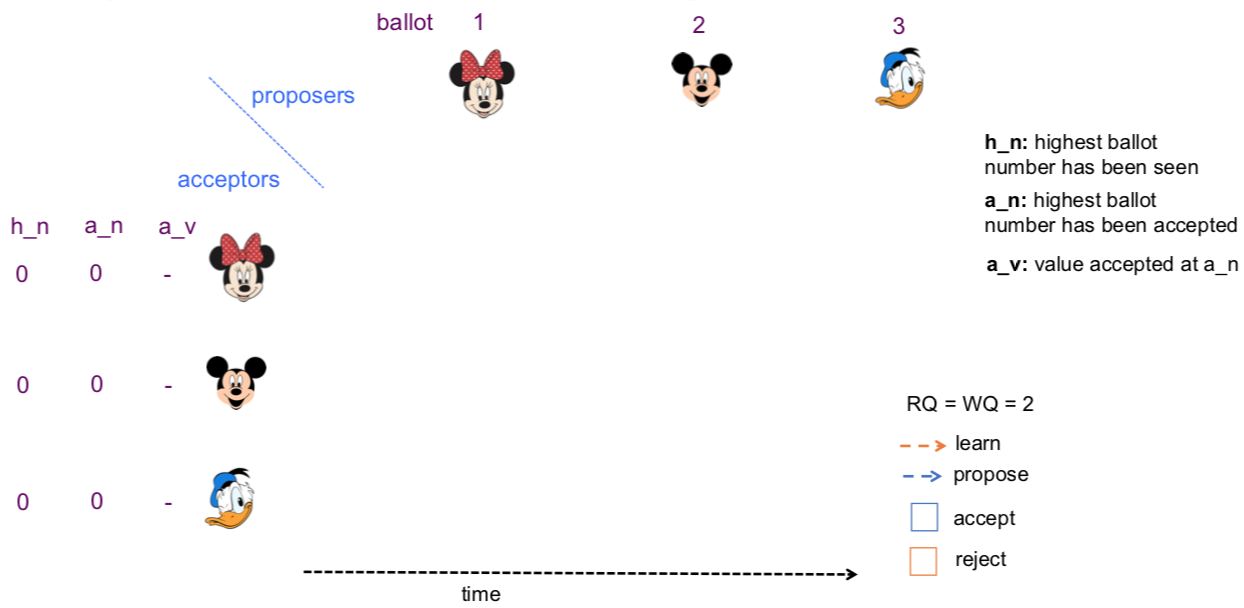 ballot 1 2 3
proposers
acceptors
h_n: highest ballot
number has been seen
a_n: highest ballot
number has been accepted
a_v: value accepted at a_n
h_n a_n a_v
0 0 -
0 0 -
0 0 -
RQ = WQ = 2
learn
propose
accept
reject
time